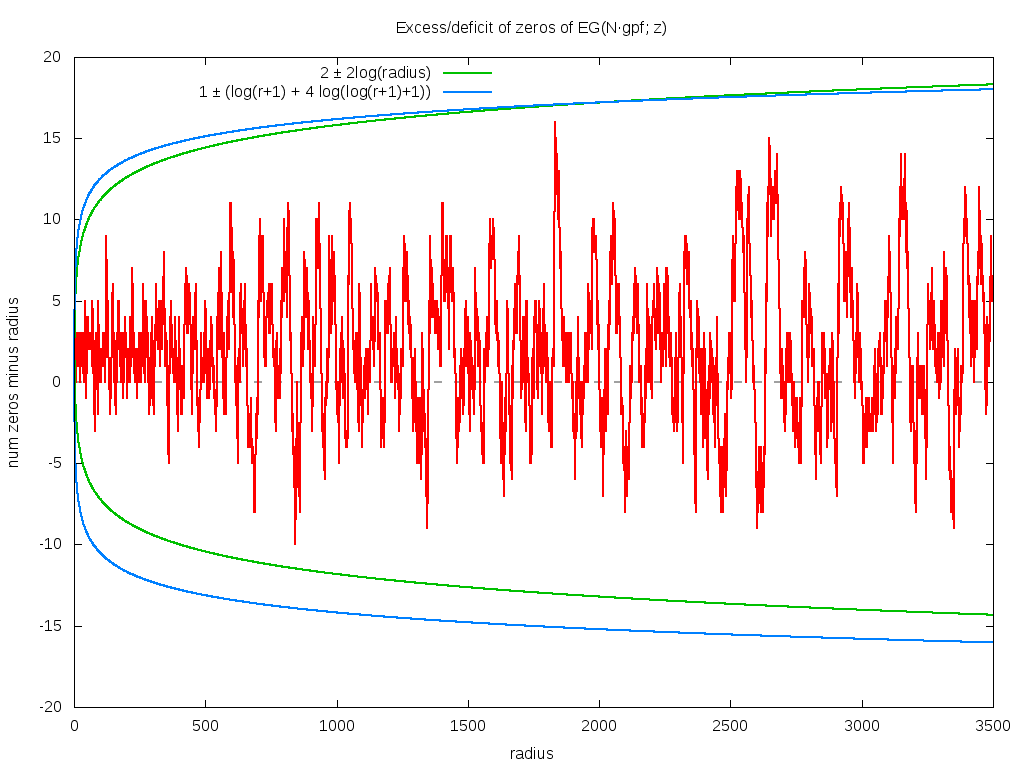 Excess/deficit of zeros of EG(N·gpf; z)
2 ± 2log(radius)
1 ± (log(r+1) + 4 log(log(r+1)+1))
num zeros minus radius
20
15
10
5
0
-5
-10
-15
-20
0 500 1000 1500 2000 2500 3000 3500
radius